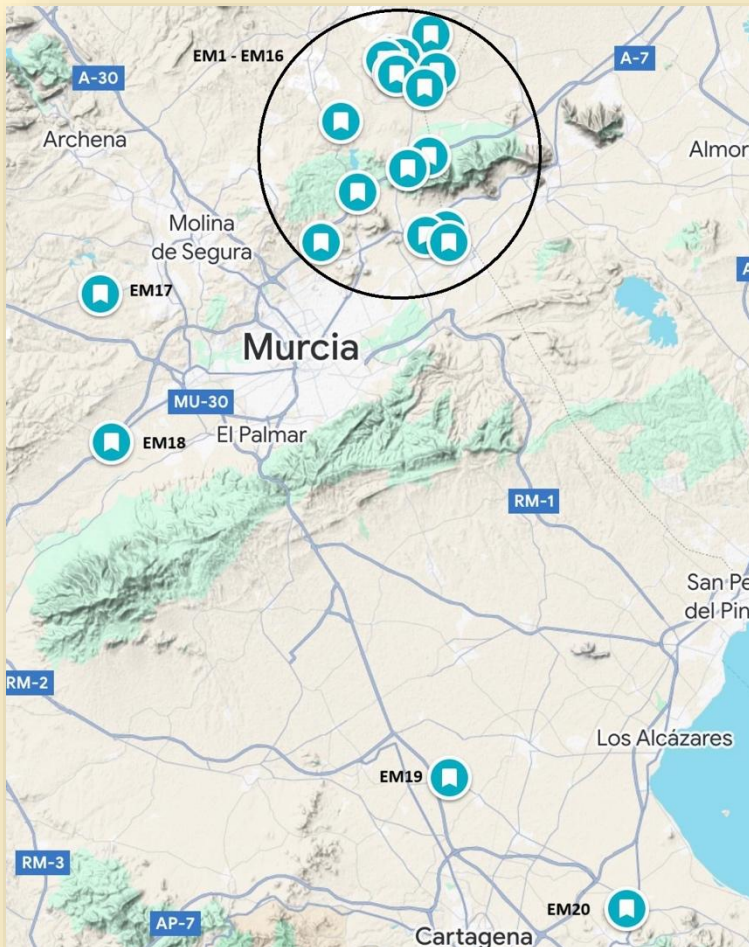 EM1 - EM16
A-7
A-30
Archena
Almor
Molina
de Segura
A
EM17
Murcia
MU-30
El Palmar
EM18
RM-1
San Pe
del Pin
RM-2
Los Alcázares
EM19
RM-3
EM20
AP-7
Cartagena